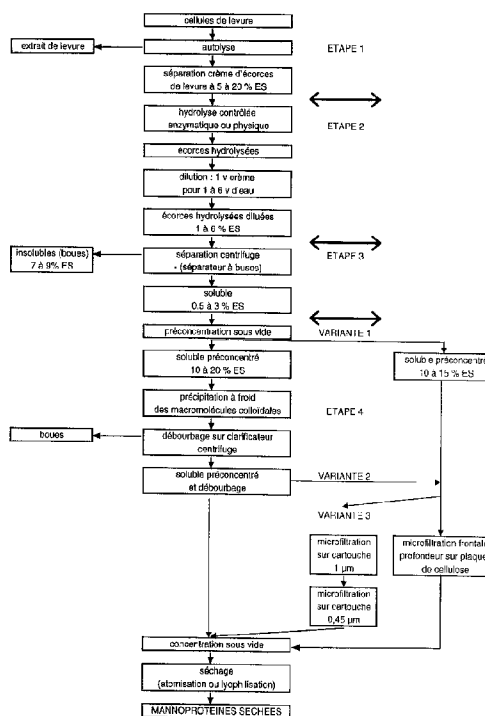 cellules de levure
extrait de levure
autolyse
ETAPE 1
séparation crème d'écorces
de levure à 5 à 20 % ES
hydrolyse contrôlée
enzymatique ou physique
ETAPE 2
écorces hydrolysées
dilution : 1 v crème
pour 1 à 6 v d'eau
écorces hydrolysées diluées
1 à 6 % ES
insolubles (boues)
7 à 9% ES
séparation centrifuge
(séparateur à buses)
ETAPE 3
soluble
0.5 à 3 % ES
préconcentration sous vide
VARIANTE 1
soluble préconcentré
10 à 20 % ES
soluble préconcentré
10 à 15 % ES
précipitation à froid
des macromolécules colloïdales
ETAPE 4
boues
débourbage sur clarificateur
centrifuge
soluble préconcentré
et débourbage
VARIANTE 2
VARIANTE 3
microfiltration
sur cartouche
1 µm
microfiltration frontale
profondeur sur plaque
de cellulose
microfiltration
sur cartouche
0,45 µm
concentration sous vide
séchage
(atomisation ou lyophilisation)
MANNOPROTEINES SECHEES